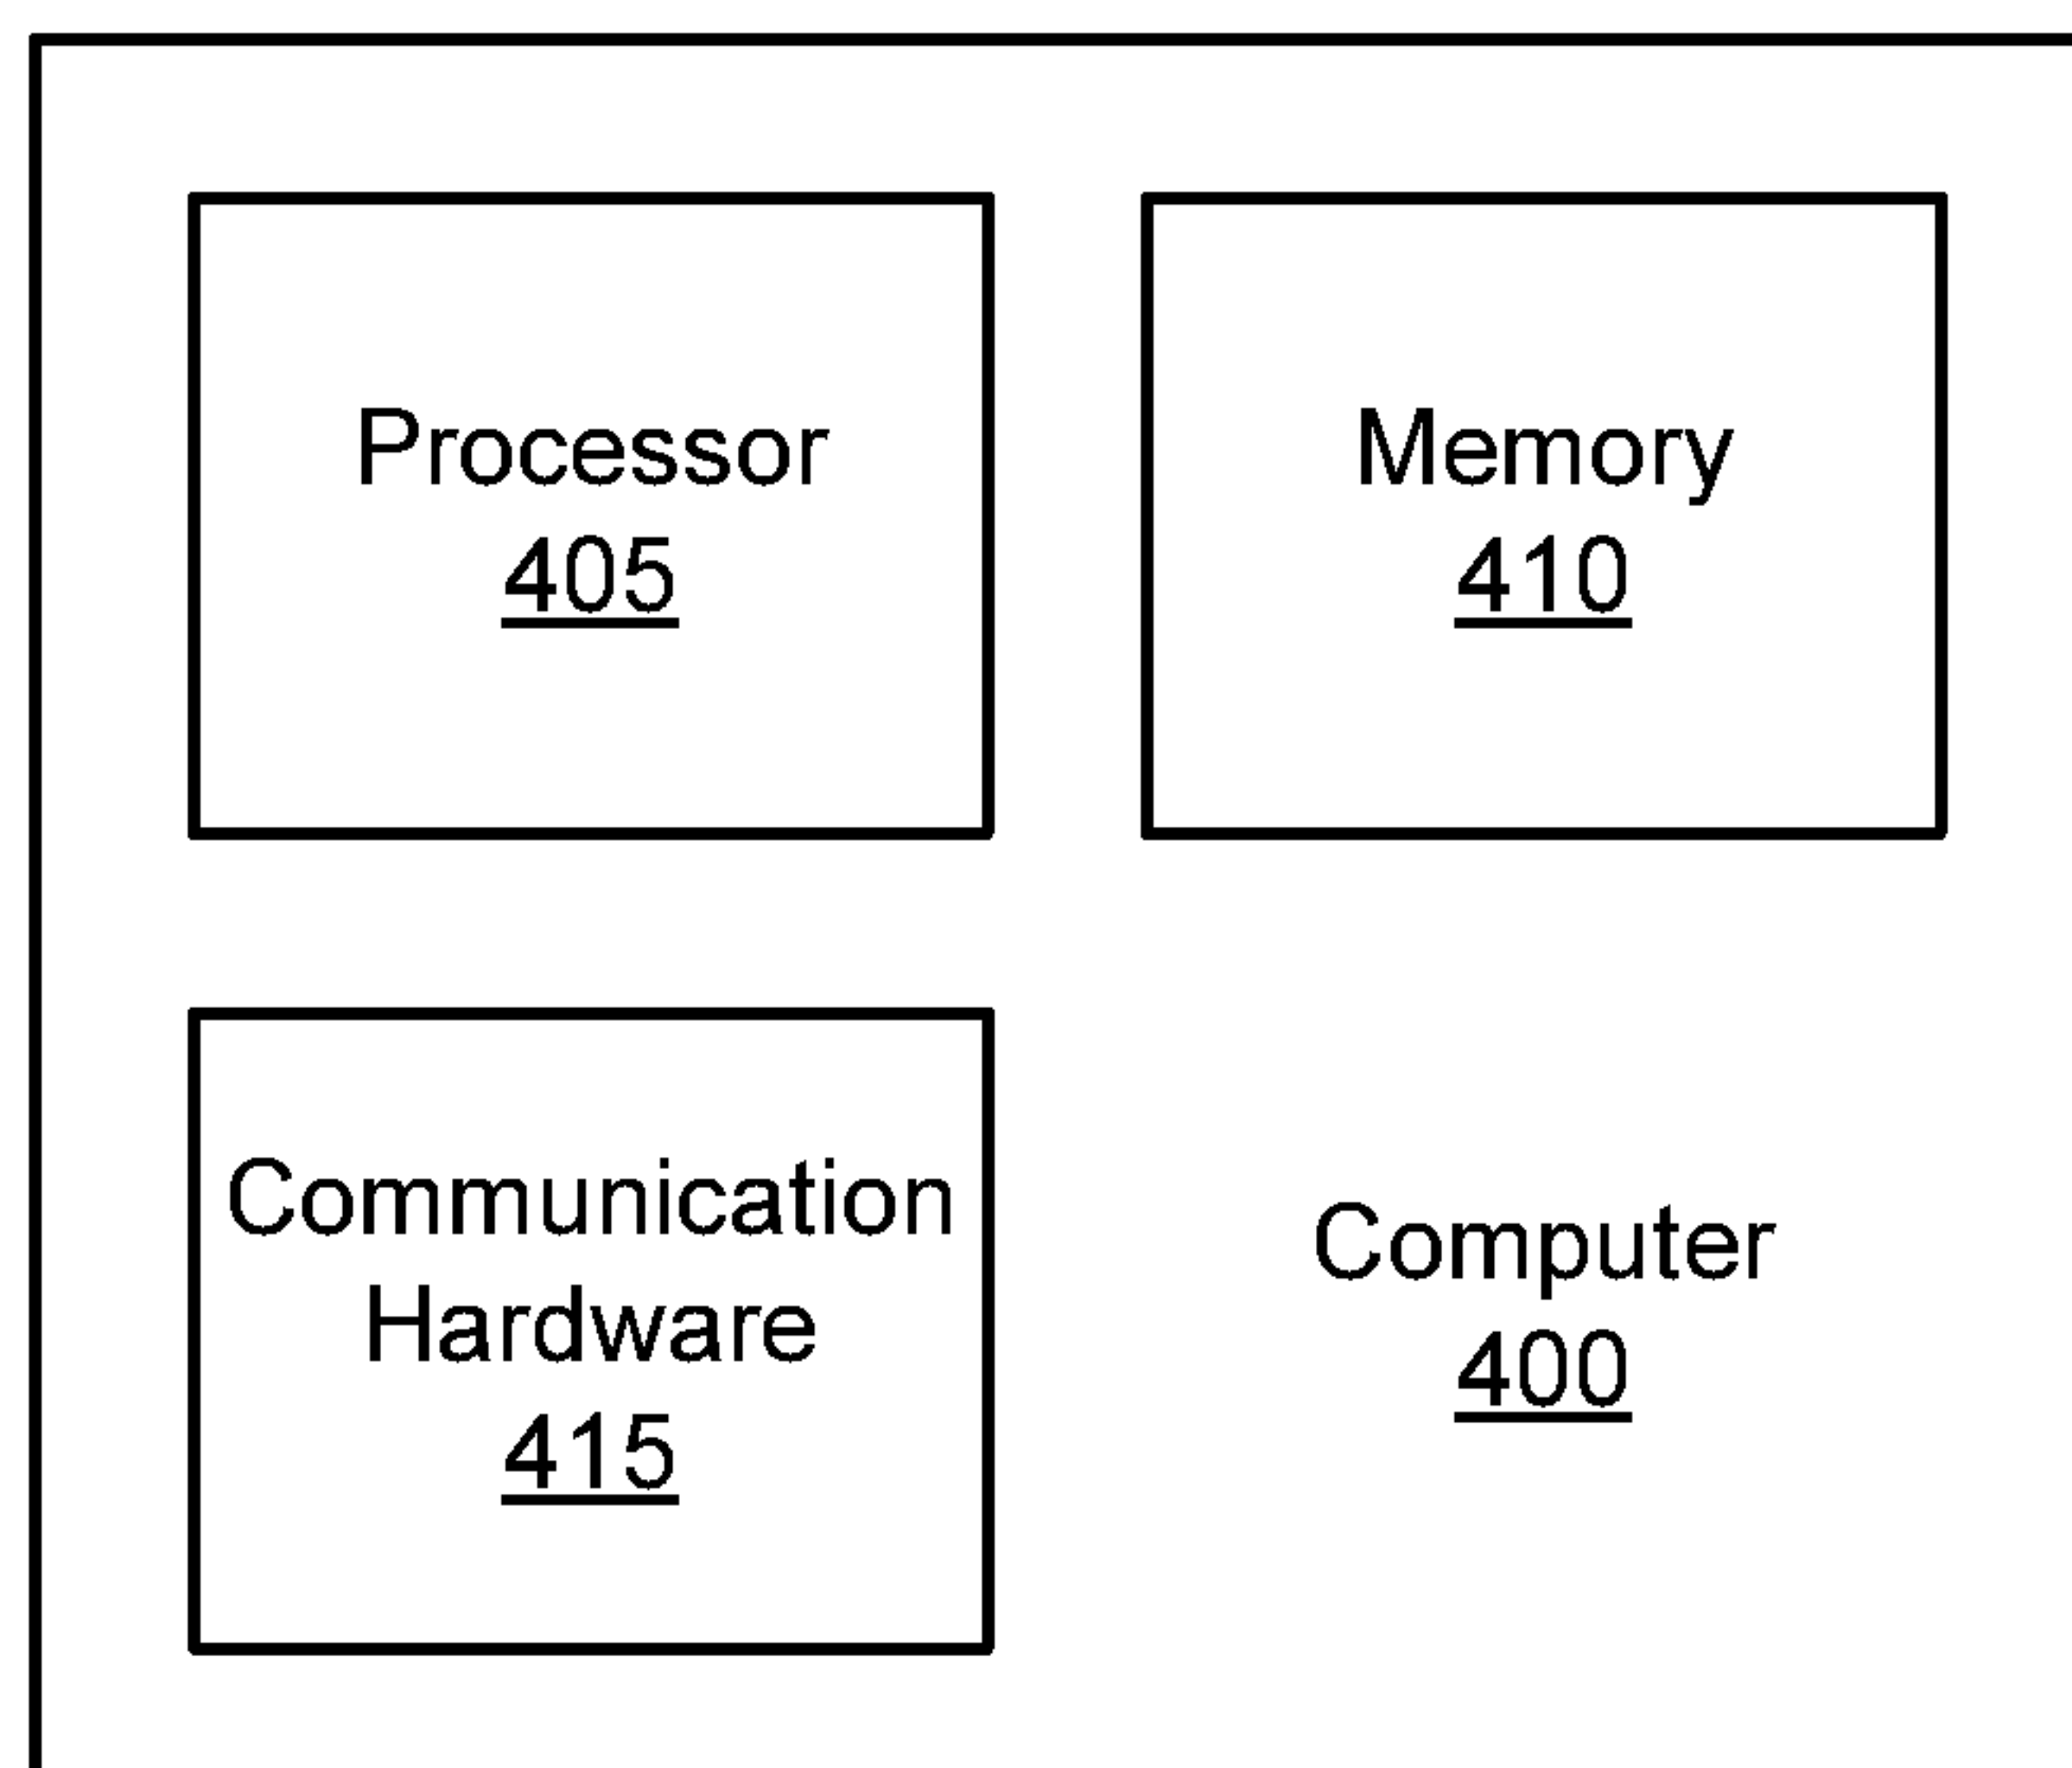 Processor
405
Memory
410
Communication
Hardware
415
Computer
400